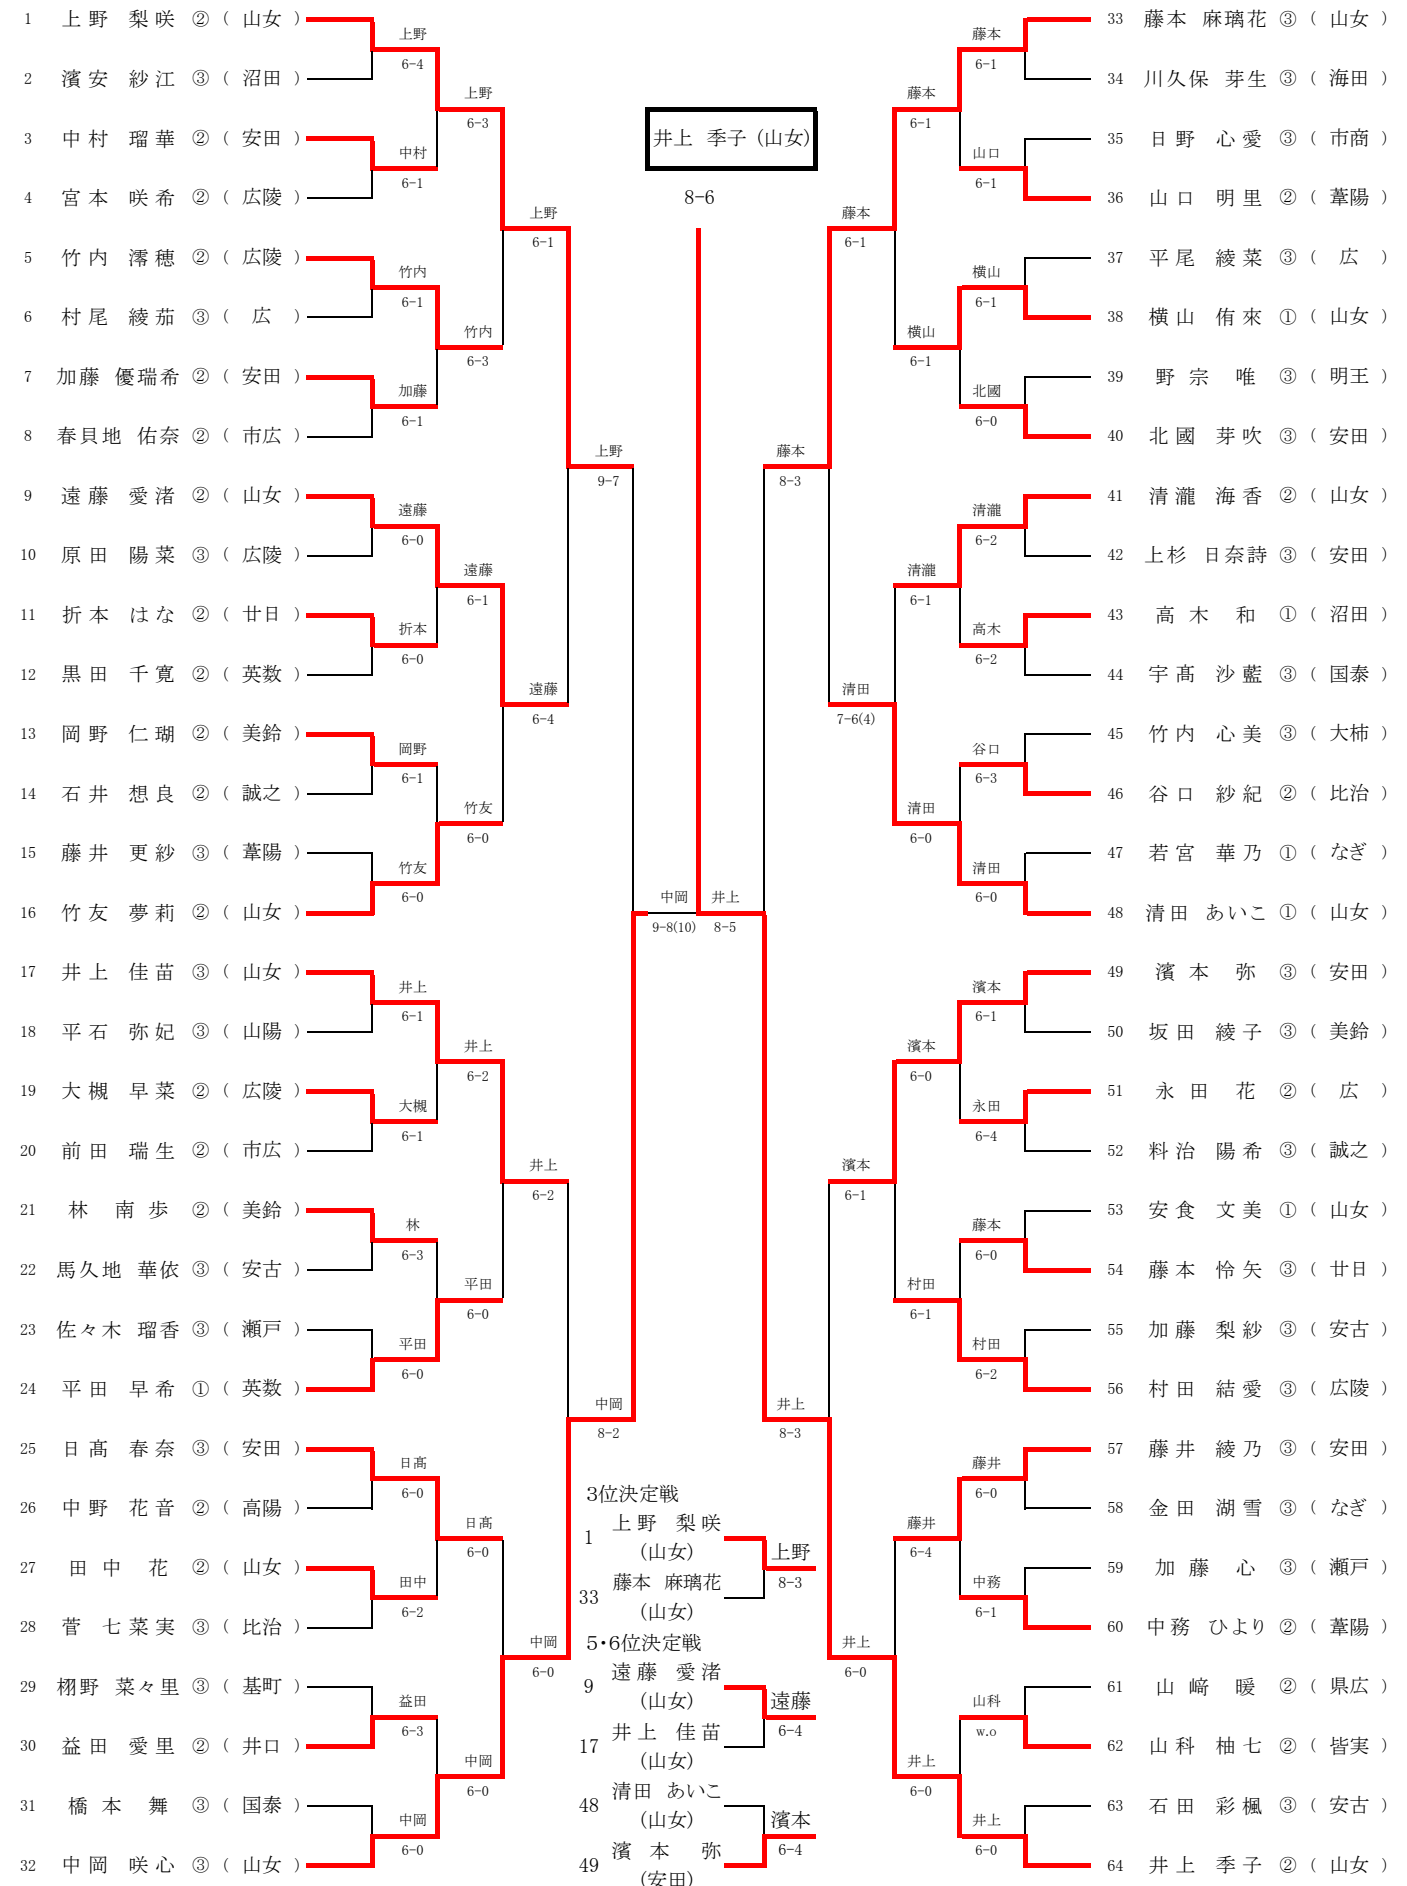 井上 季子 (山女)
8-6
1 上野 梨咲 ② ( 山女 )
2 濱安 紗江 ③ ( 沼田 )
3 中村 瑠華 ② ( 安田 )
4 宮本 咲希 ② ( 広陵 )
5 竹内 澪穂 ② ( 広陵 )
6 村尾 綾茄 ③ ( 広 )
7 加藤 優瑞希 ② ( 安田 )
8 春貝地 佑奈 ② ( 市広 )
9 遠藤 愛渚 ② ( 山女 )
10 原田 陽菜 ③ ( 広陵 )
11 折本 はな ② ( 廿日 )
12 黒田 千寛 ② ( 英数 )
13 岡野 仁瑚 ② ( 美鈴 )
14 石井 想良 ② ( 誠之 )
15 藤井 更紗 ③ ( 葦陽 )
16 竹友 夢莉 ② ( 山女 )
17 井上 佳苗 ③ ( 山女 )
18 平石 弥妃 ③ ( 山陽 )
19 大槻 早菜 ② ( 広陵 )
20 前田 瑞生 ② ( 市広 )
21 林 南歩 ② ( 美鈴 )
22 馬久地 華依 ③ ( 安古 )
23 佐々木 瑠香 ③ ( 瀬戸 )
24 平田 早希 ① ( 英数 )
25 日髙 春奈 ③ ( 安田 )
26 中野 花音 ② ( 高陽 )
27 田中 花 ② ( 山女 )
28 菅 七菜実 ③ ( 比治 )
29 栩野 菜々里 ③ ( 基町 )
30 益田 愛里 ② ( 井口 )
31 橋本 舞 ③ ( 国泰 )
32 中岡 咲心 ③ ( 山女 )
上野
6-4
中村
6-1
竹内
6-1
加藤
6-1
遠藤
6-0
折本
6-0
岡野
6-1
竹友
6-0
井上
6-1
大槻
6-1
林
6-3
平田
6-0
日髙
6-0
田中
6-2
益田
6-3
中岡
6-0
上野
6-3
竹内
6-3
遠藤
6-1
竹友
6-0
井上
6-2
平田
6-0
日髙
6-0
中岡
6-0
上野
6-1
遠藤
6-4
井上
6-2
中岡
6-0
上野
9-7
中岡
8-2
中岡
9-8(10)
井上
8-5
藤本
8-3
井上
8-3
藤本
6-1
清田
7-6(4)
濱本
6-1
井上
6-0
藤本
6-1
横山
6-1
清瀧
6-1
清田
6-0
濱本
6-0
村田
6-1
藤井
6-4
井上
6-0
藤本
6-1
山口
6-1
横山
6-1
北國
6-0
清瀧
6-2
高木
6-2
谷口
6-3
清田
6-0
濱本
6-1
永田
6-4
藤本
6-0
村田
6-2
藤井
6-0
中務
6-1
山科
w.o
井上
6-0
33 藤本 麻璃花 ③ ( 山女 )
34 川久保 芽生 ③ ( 海田 )
35 日野 心愛 ③ ( 市商 )
36 山口 明里 ② ( 葦陽 )
37 平尾 綾菜 ③ ( 広 )
38 横山 侑來 ① ( 山女 )
39 野宗 唯 ③ ( 明王 )
40 北國 芽吹 ③ ( 安田 )
41 清瀧 海香 ② ( 山女 )
42 上杉 日奈詩 ③ ( 安田 )
43 高木 和 ① ( 沼田 )
44 宇髙 沙藍 ③ ( 国泰 )
45 竹内 心美 ③ ( 大柿 )
46 谷口 紗紀 ② ( 比治 )
47 若宮 華乃 ① ( なぎ )
48 清田 あいこ ① ( 山女 )
49 濱本 弥 ③ ( 安田 )
50 坂田 綾子 ③ ( 美鈴 )
51 永田 花 ② ( 広 )
52 料治 陽希 ③ ( 誠之 )
53 安食 文美 ① ( 山女 )
54 藤本 怜矢 ③ ( 廿日 )
55 加藤 梨紗 ③ ( 安古 )
56 村田 結愛 ③ ( 広陵 )
57 藤井 綾乃 ③ ( 安田 )
58 金田 湖雪 ③ ( なぎ )
59 加藤 心 ③ ( 瀬戸 )
60 中務 ひより ② ( 葦陽 )
61 山﨑 暖 ② ( 県広 )
62 山科 柚七 ② ( 皆実 )
63 石田 彩楓 ③ ( 安古 )
64 井上 季子 ② ( 山女 )
3位決定戦
1 上野 梨咲
(山女)
33 藤本 麻璃花
(山女)
上野
8-3
5・6位決定戦
9 遠藤 愛渚
(山女)
17 井上 佳苗
(山女)
遠藤
6-4
48 清田 あいこ
(山女)
49 濱本 弥
(安田)
濱本
6-4